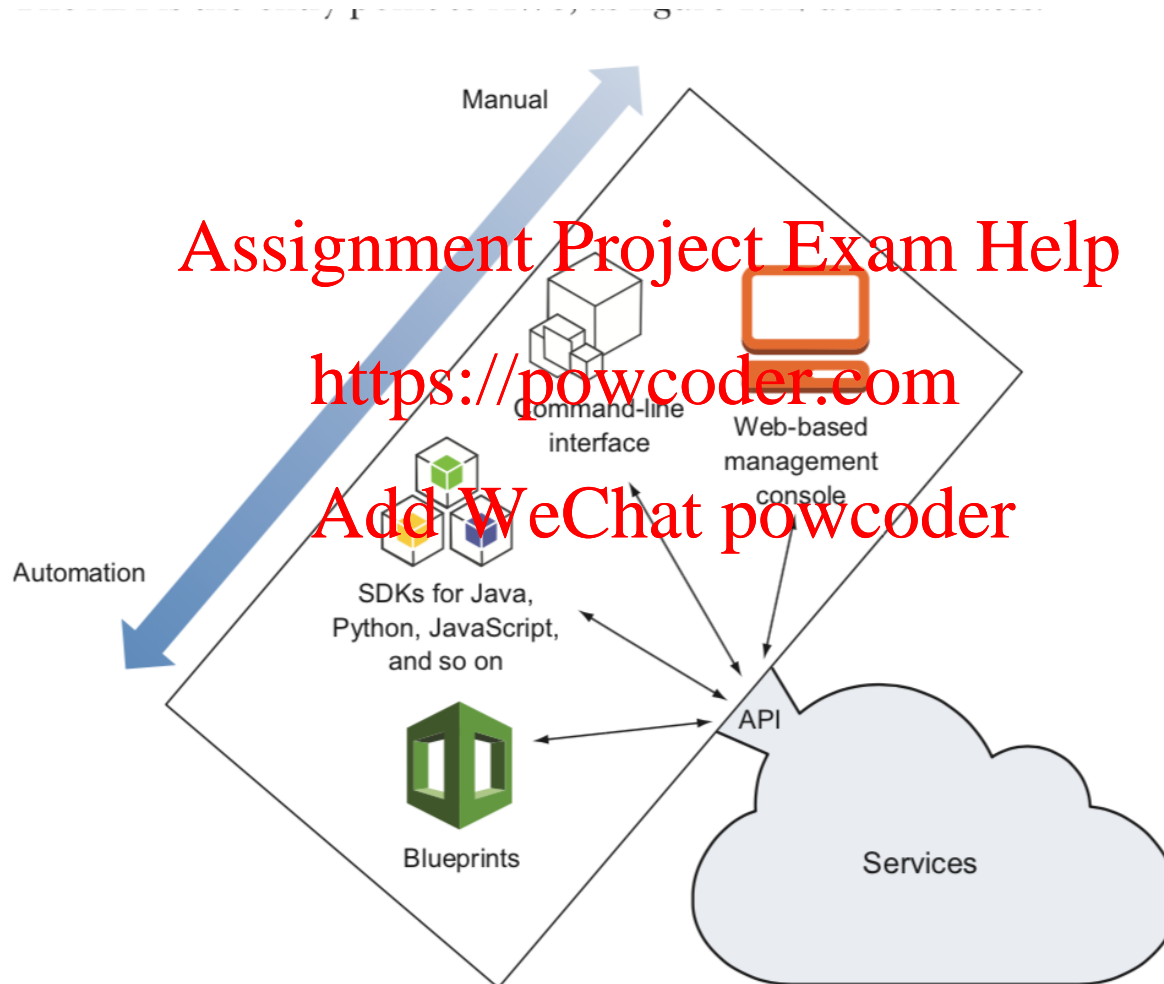 Manual
Assignment Project Exam Help
https://powcoder.com
Command-line
interface
Web-based
management
console
Add WeChat powcoder
Automation
SDKs for Java,
Python, JavaScript,
and so on
API
Blueprints
Services